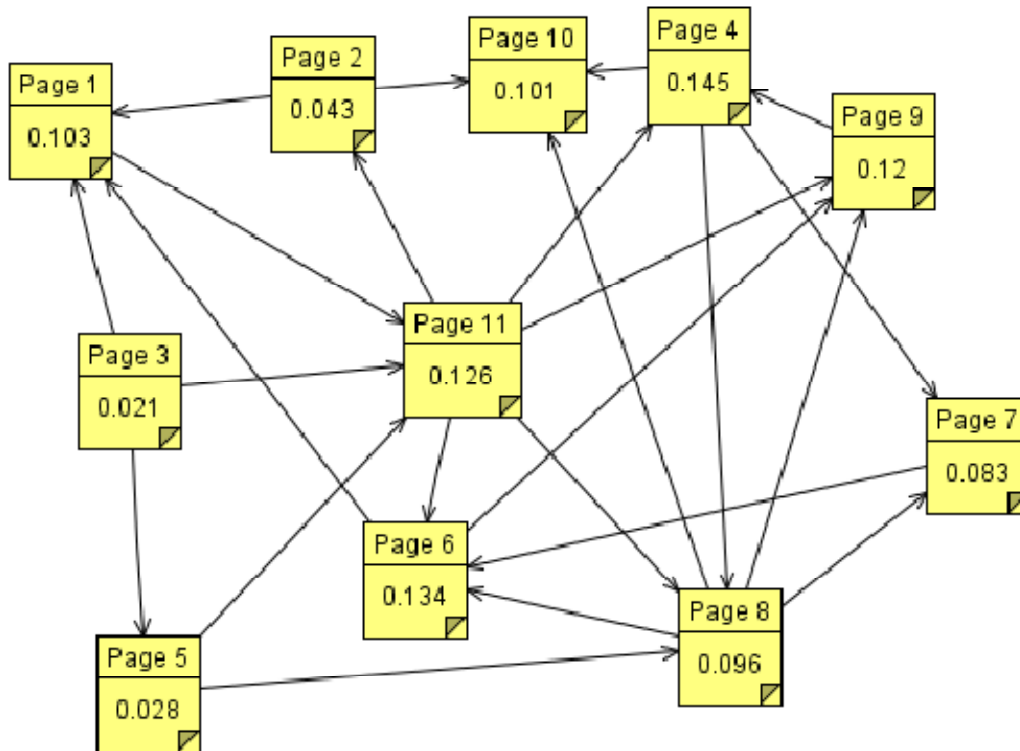 Page 1
0.103
Page 2
0.043
Page 10
0.101
Page 4
0.145
Page 9
0.12
Page 3
0.021
Page 11
0.126
Page 7
0.083
Page 6
0.134
Page 8
0.096
Page 5
0.028